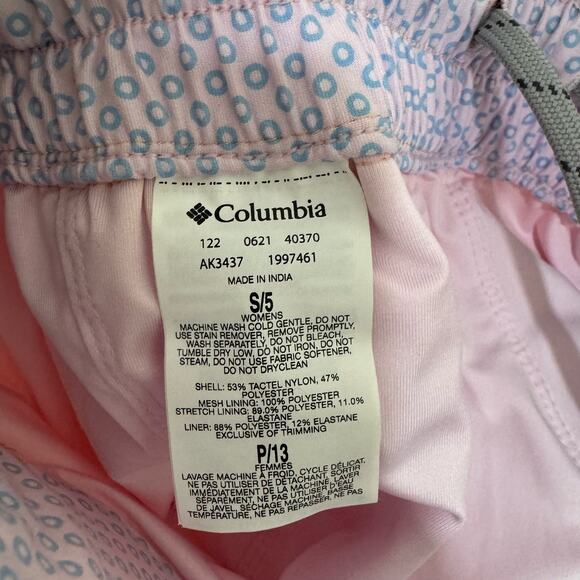 Columbia
122 0621 40370
AK3437 1997461
MADE IN INDIA
S/5
WOMENS
MACHINE WASH COLD GENTLE, DO NOT
USE STAIN REMOVER, REMOVE PROMPTLY,
WASH SEPARATELY, DO NOT BLEACH,
TUMBLE DRY LOW, DO NOT IRON, DO NOT
STEAM, DO NOT USE FABRIC SOFTENER,
DO NOT DRYCLEAN
SHELL: 53% TACTEL NYLON, 47%
POLYESTER
MESH LINING: 100% POLYESTER
STRETCH LINING: 89.0% POLYESTER, 11.0%
ELASTANE
LINER: 88% POLYESTER, 12% ELASTANE
EXCLUSIVE OF TRIMMING
P/13
FEMMES
LAVAGE MACHINE À FROID, CYCLE DÉLICAT,
NE PAS UTILISER DE DÉTACHANT, SORTIR
IMMÉDIATEMENT DE LA MACHINE, LAVER
SÉPARÉMENT, NE PAS UTILISER D'EAU
DE JAVEL, SÉCHAGE MACHINE BASSE
TEMPÉRATURE, NE PAS REPASSER, NE PAS